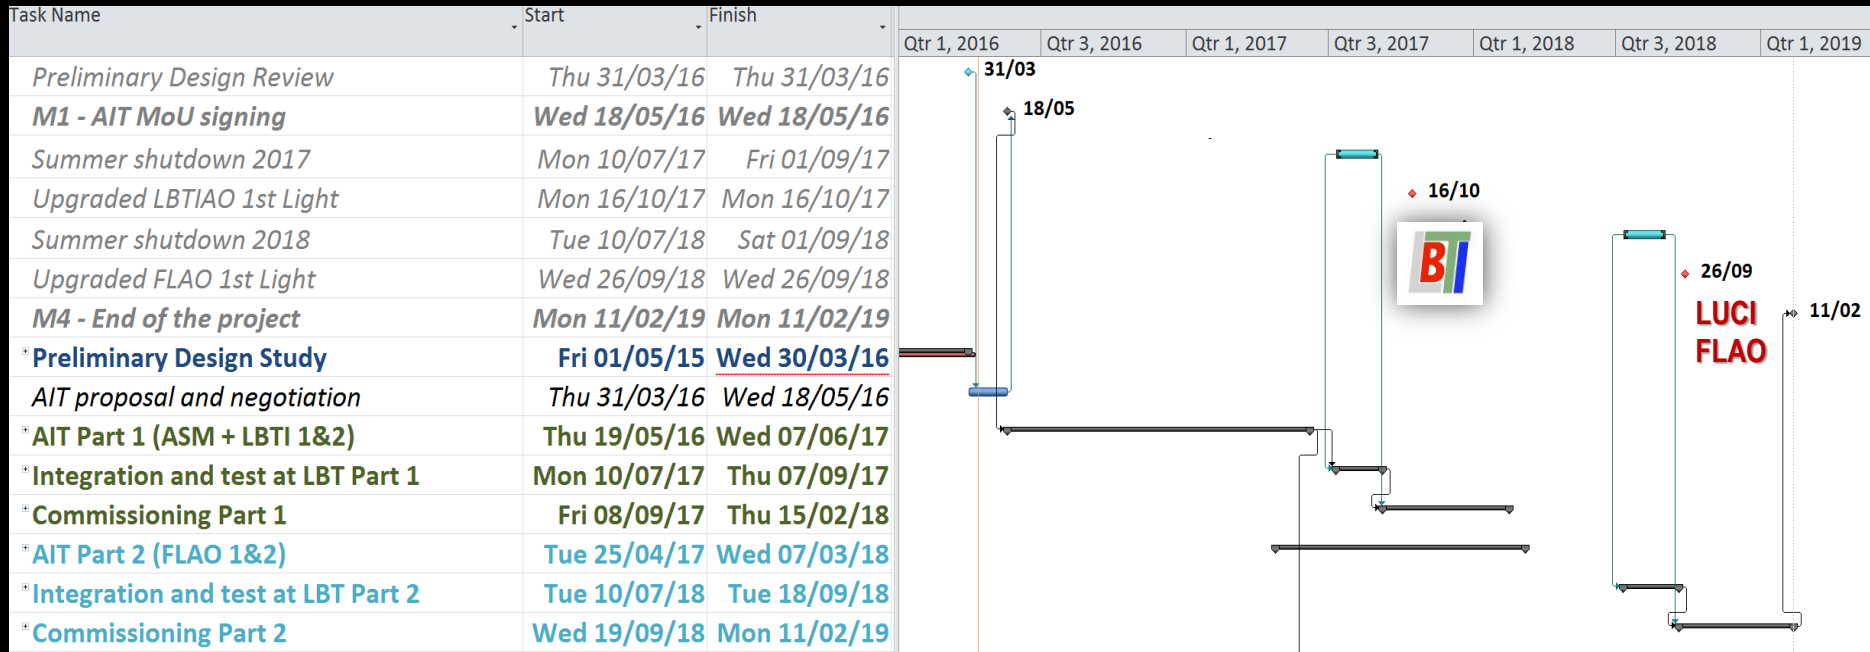 Task Name Start Finish
Qtr 1, 2016 Qtr 3, 2016 Qtr 1, 2017 Qtr 3, 2017 Qtr 1, 2018 Qtr 3, 2018 Qtr 1, 2019
Preliminary Design Review Thu 31/03/16 Thu 31/03/16
31/03
M1 - AIT MoU signing Wed 18/05/16 Wed 18/05/16
18/05
Summer shutdown 2017 Mon 10/07/17 Fri 01/09/17
Upgraded LBTIAO 1st Light Mon 16/10/17 Mon 16/10/17
16/10
Summer shutdown 2018 Tue 10/07/18 Sat 01/09/18
LBTI
Upgraded FLAO 1st Light Wed 26/09/18 Wed 26/09/18
26/09
M4 - End of the project Mon 11/02/19 Mon 11/02/19
LUCI
11/02
FLAO
Preliminary Design Study Fri 01/05/15 Wed 30/03/16
AIT proposal and negotiation Thu 31/03/16 Wed 18/05/16
AIT Part 1 (ASM + LBTI 1&2) Thu 19/05/16 Wed 07/06/17
Integration and test at LBT Part 1 Mon 10/07/17 Thu 07/09/17
Commissioning Part 1 Fri 08/09/17 Thu 15/02/18
AIT Part 2 (FLAO 1&2) Tue 25/04/17 Wed 07/03/18
Integration and test at LBT Part 2 Tue 10/07/18 Tue 18/09/18
Commissioning Part 2 Wed 19/09/18 Mon 11/02/19